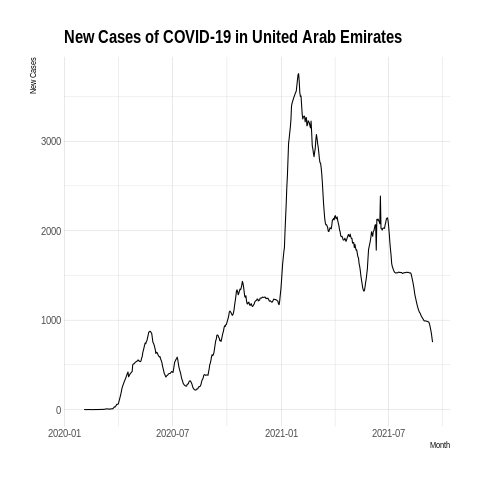 New Cases of COVID-19 in United Arab Emirates
New Cases
3000
2000
1000
0
2020-01 2020-07 2021-01 2021-07
Month